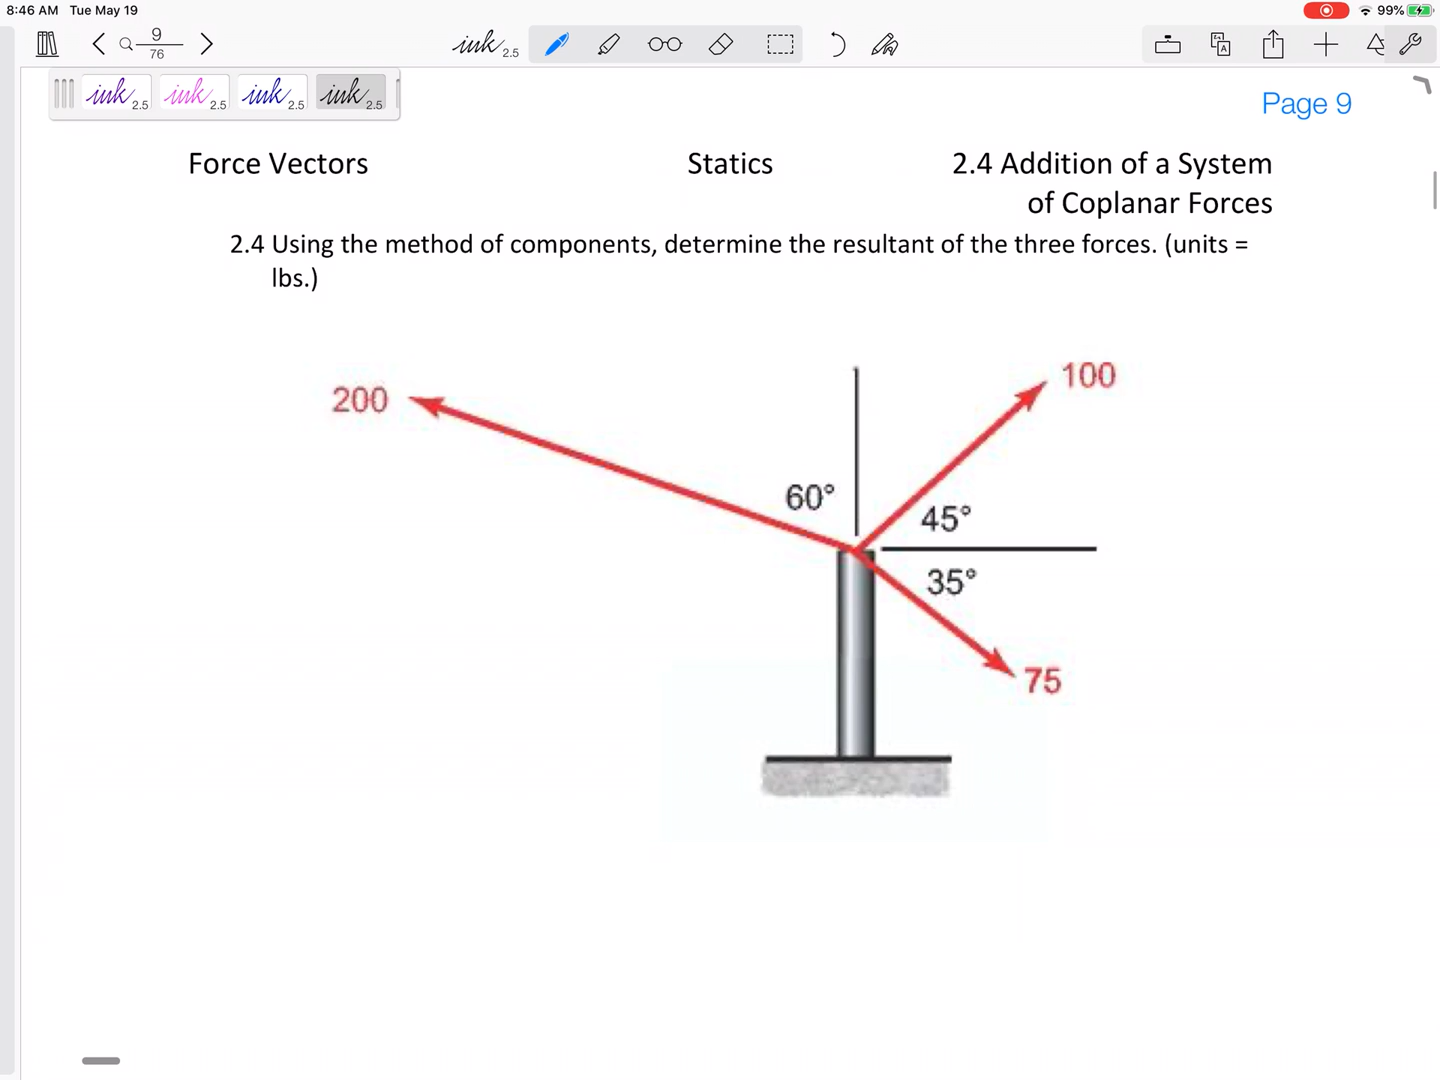 8:46 AM Tue May 19
99%
9
76
ink 2.5
ink 2.5
ink 2.5
ink 2.5
ink 2.5
Page 9
Force Vectors Statics 2.4 Addition of a System
of Coplanar Forces
2.4 Using the method of components, determine the resultant of the three forces. (units =
lbs.)
200
100
60°
45°
35°
75